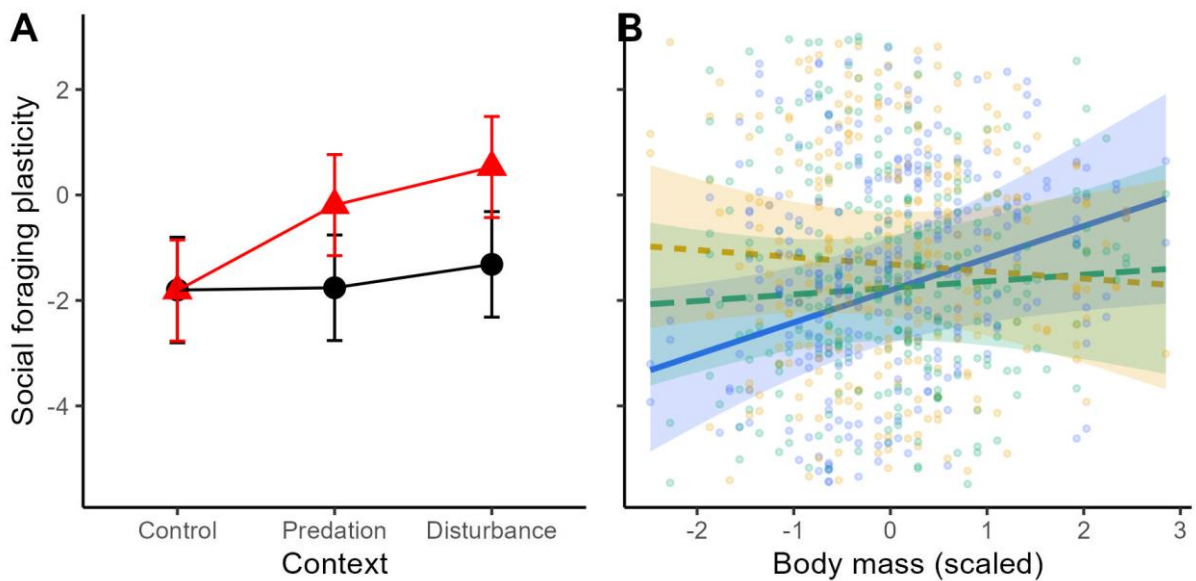 A
B
Social foraging plasticity
2
0
-2
-4
Control Predation Disturbance
Context
-2 -1 0 1 2 3
Body mass (scaled)